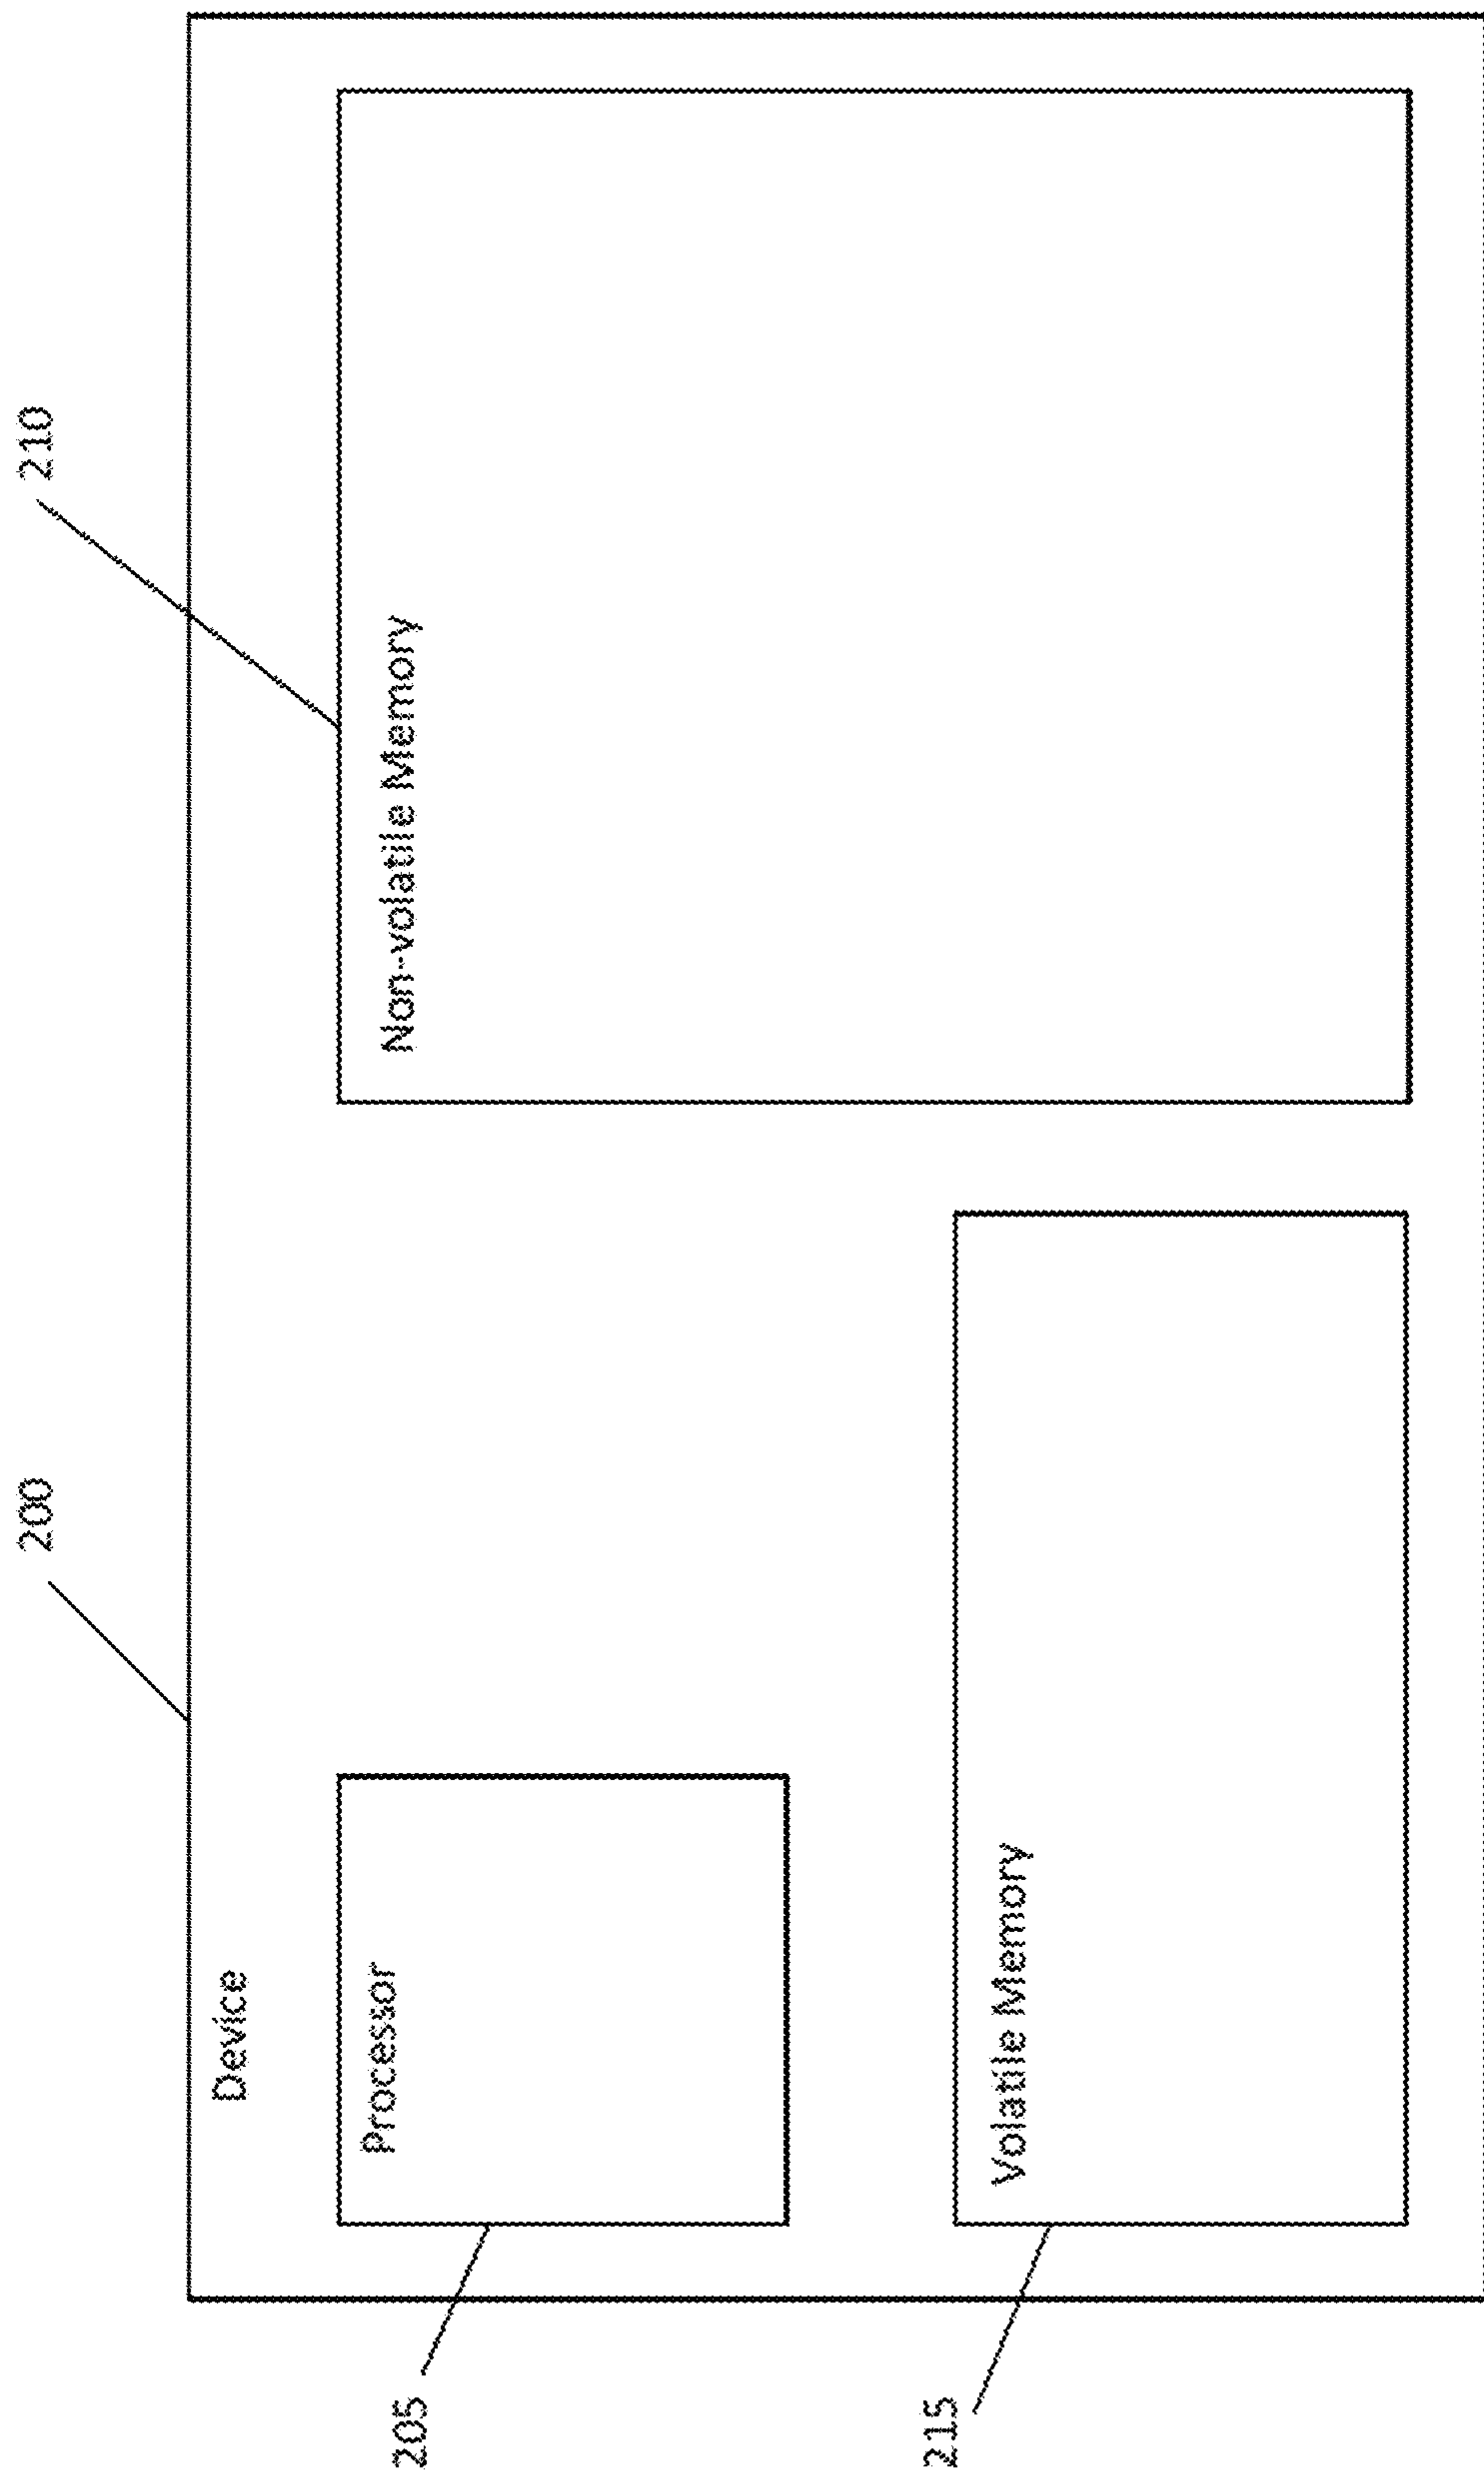 200
210
Device
205
Processor
Non-volatile Memory
215
Volatile Memory